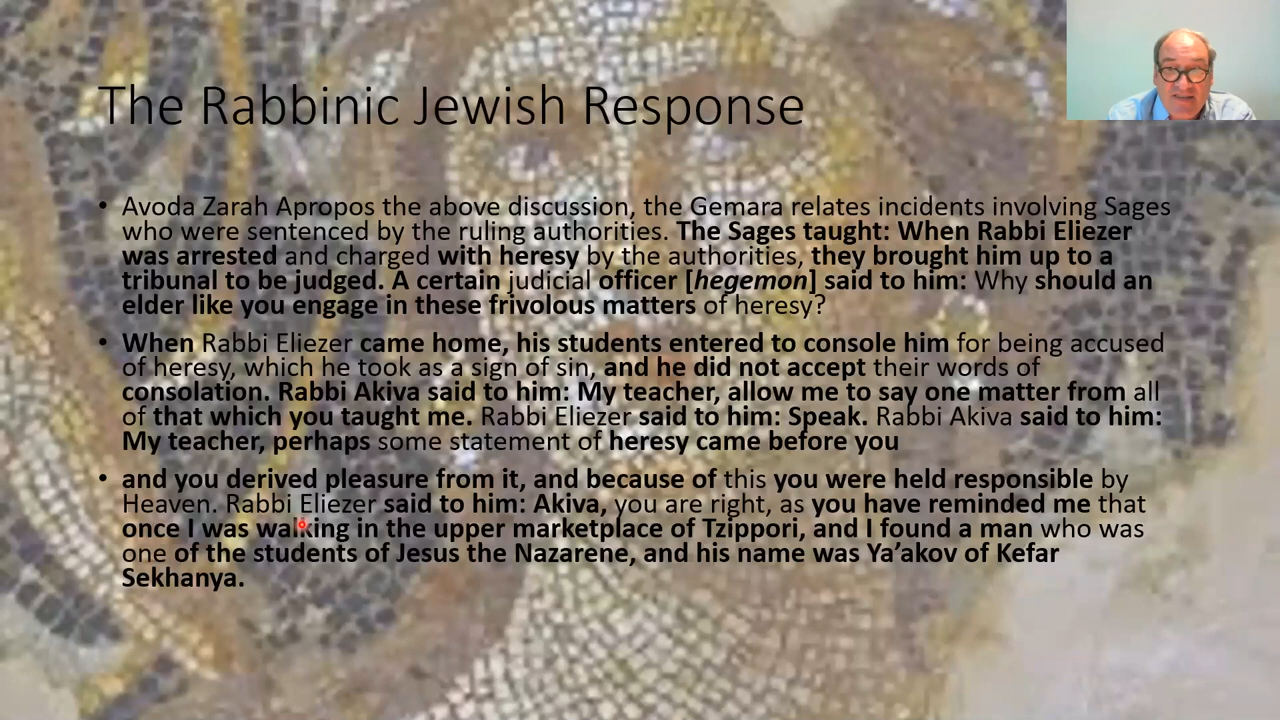 The Rabbinic Jewish Response
• Avoda Zarah Apropos the above discussion, the Gemara relates incidents involving Sages
who were sentenced by the ruling authorities. The Sages taught: When Rabbi Eliezer
was arrested and charged with heresy by the authorities, they brought him up to a
tribunal to be judged. A certain judicial officer [hegemon] said to him: Why should an
elder like you engage in these frivolous matters of heresy?
• When Rabbi Eliezer came home, his students entered to console him for being accused
of heresy, which he took as a sign of sin, and he did not accept their words of
consolation. Rabbi Akiva said to him: My teacher, allow me to say one matter from all
of that which you taught me. Rabbi Eliezer said to him: Speak. Rabbi Akiva said to him:
My teacher, perhaps some statement of heresy came before you
• and you derived pleasure from it, and because of this you were held responsible by
Heaven. Rabbi Eliezer said to him: Akiva, you are right, as you have reminded me that
once I was walking in the upper marketplace of Tzippori, and I found a man who was
one of the students of Jesus the Nazarene, and his name was Ya’akov of Kefar
Sekhanya.